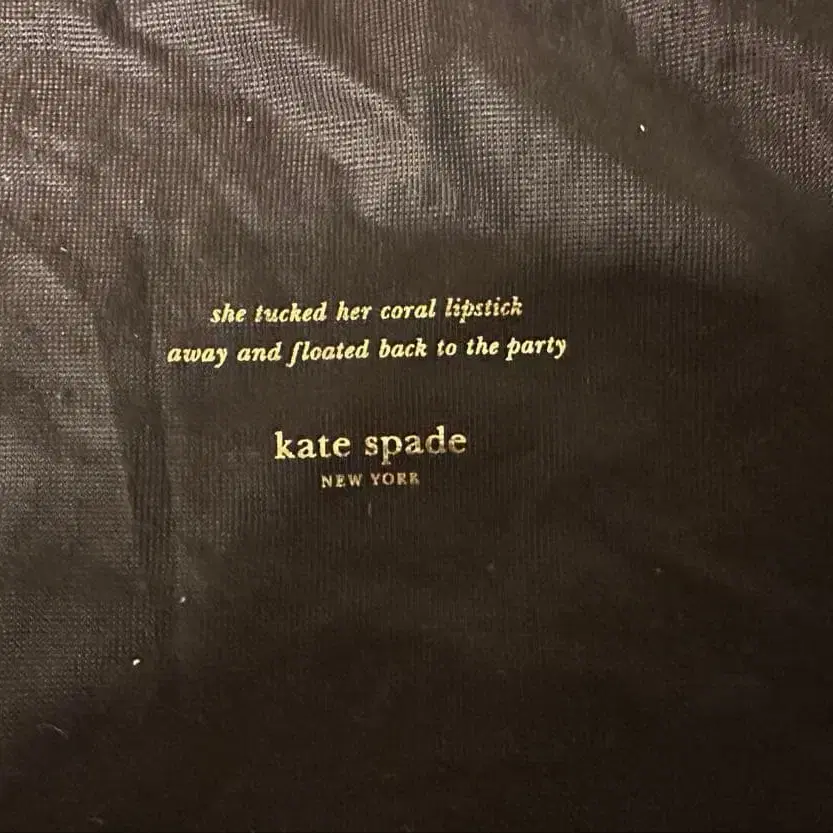 she tucked her coral lipstick
away and floated back to the party
kate spade
NEW YORK